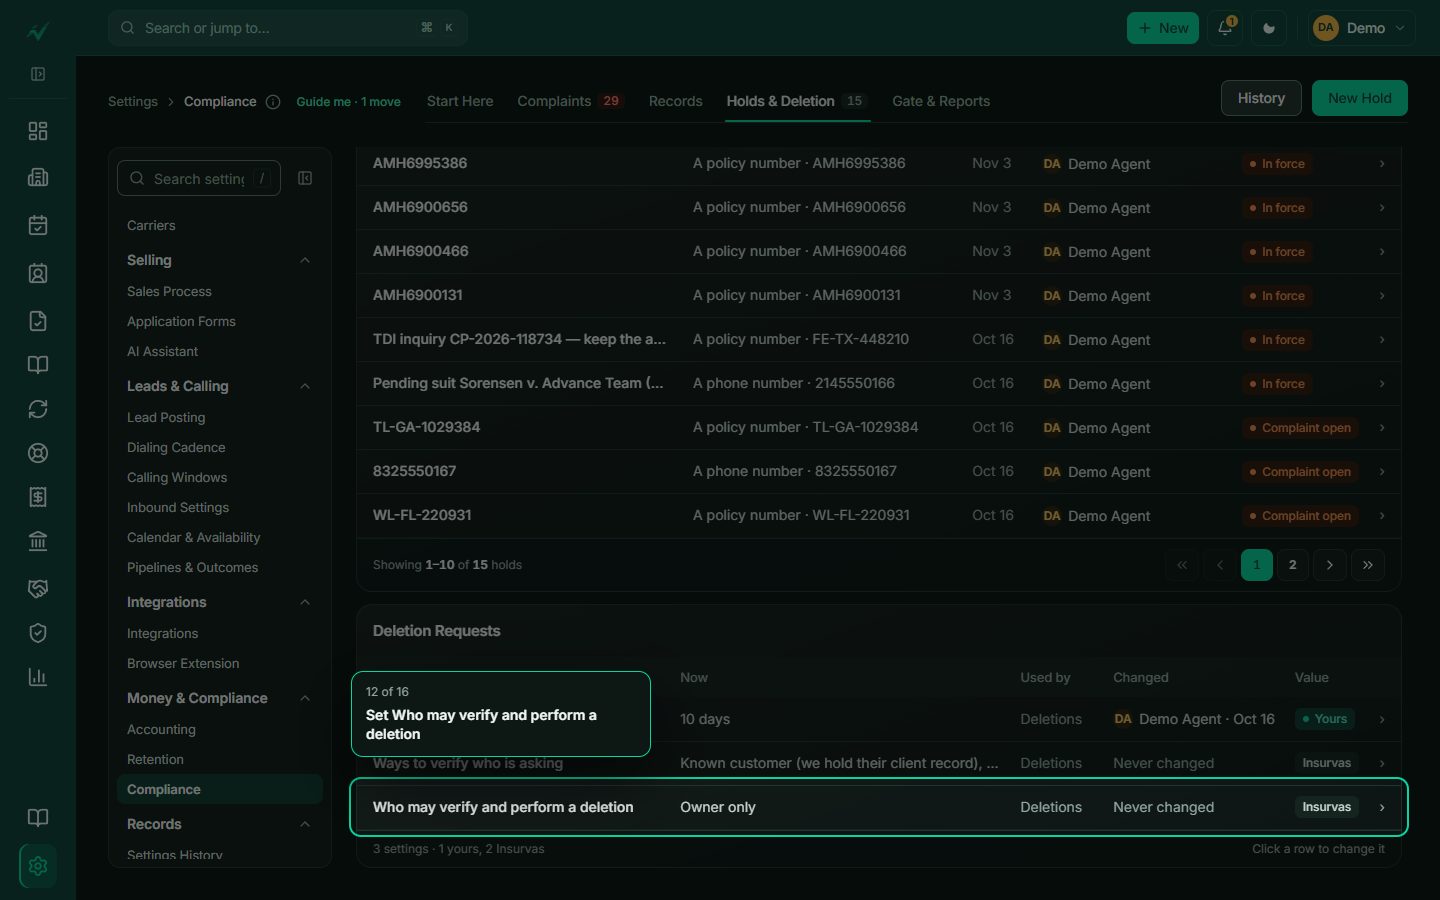 Search or jump to...
⌘ K
New
1
DA Demo
Settings
Compliance
Guide me · 1 move
Start Here
Complaints 29
Records
Holds & Deletion 15
Gate & Reports
History
New Hold
Search setting /
Carriers
Selling
Sales Process
Application Forms
AI Assistant
Leads & Calling
Lead Posting
Dialing Cadence
Calling Windows
Inbound Settings
Calendar & Availability
Pipelines & Outcomes
Integrations
Integrations
Browser Extension
Money & Compliance
Accounting
Retention
Compliance
Records
Settings History
AMH6995386 A policy number · AMH6995386 Nov 3 DA Demo Agent In force
AMH6900656 A policy number · AMH6900656 Nov 3 DA Demo Agent In force
AMH6900466 A policy number · AMH6900466 Nov 3 DA Demo Agent In force
AMH6900131 A policy number · AMH6900131 Nov 3 DA Demo Agent In force
TDI inquiry CP-2026-118734 — keep the a... A policy number · FE-TX-448210 Oct 16 DA Demo Agent In force
Pending suit Sorensen v. Advance Team (... A phone number · 2145550166 Oct 16 DA Demo Agent In force
TL-GA-1029384 A policy number · TL-GA-1029384 Oct 16 DA Demo Agent Complaint open
8325550167 A phone number · 8325550167 Oct 16 DA Demo Agent Complaint open
WL-FL-220931 A policy number · WL-FL-220931 Oct 16 DA Demo Agent Complaint open
Showing 1–10 of 15 holds
1 2
Deletion Requests
Now Used by Changed Value
12 of 16
Set Who may verify and perform a
deletion
10 days Deletions DA Demo Agent · Oct 16 Yours
Ways to verify who is asking Known customer (we hold their client record), ... Deletions Never changed Insurvas
Who may verify and perform a deletion Owner only Deletions Never changed Insurvas
3 settings · 1 yours, 2 Insurvas
Click a row to change it